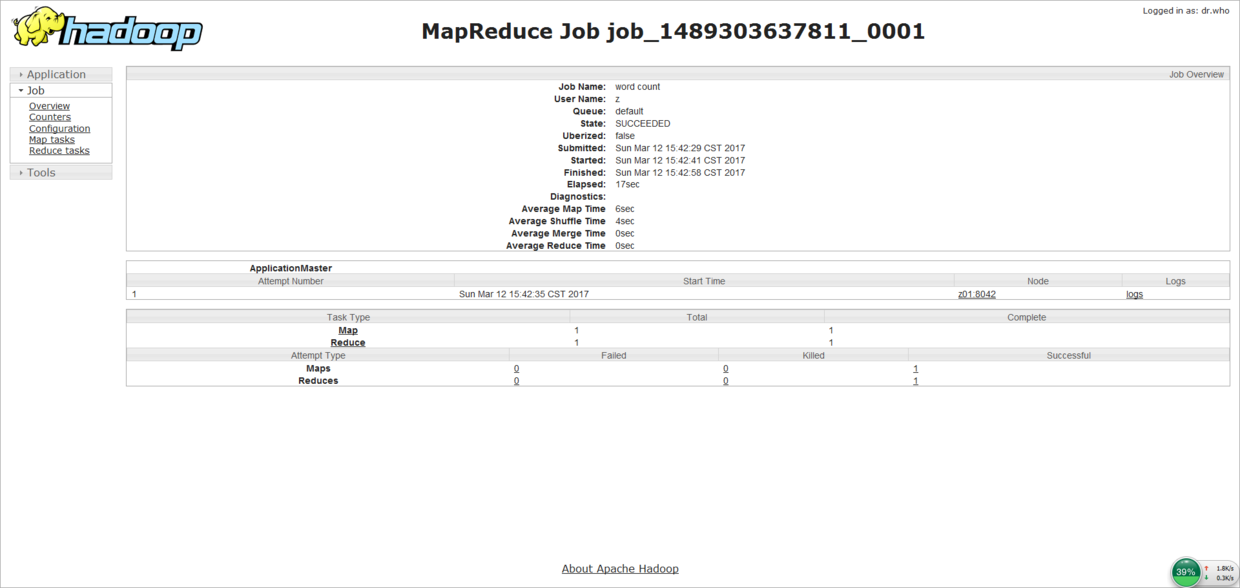 Logged in as: dr.who
hadoop
MapReduce Job job_1489303637811_0001
Application
Job
Overview
Counters
Configuration
Map tasks
Reduce tasks
Tools
Job Overview
Job Name: word count
User Name: z
Queue: default
State: SUCCEEDED
Uberized: false
Submitted: Sun Mar 12 15:42:29 CST 2017
Started: Sun Mar 12 15:42:41 CST 2017
Finished: Sun Mar 12 15:42:58 CST 2017
Elapsed: 17sec
Diagnostics:
Average Map Time 6sec
Average Shuffle Time 4sec
Average Merge Time 0sec
Average Reduce Time 0sec
ApplicationMaster
Attempt Number Start Time Node Logs
1 Sun Mar 12 15:42:35 CST 2017 z01:8042 logs
Task Type Total Complete
Map 1 1
Reduce 1 1
Attempt Type Failed Killed Successful
Maps 0 0 1
Reduces 0 0 1
About Apache Hadoop
39% 1.8K/s
0.3K/s